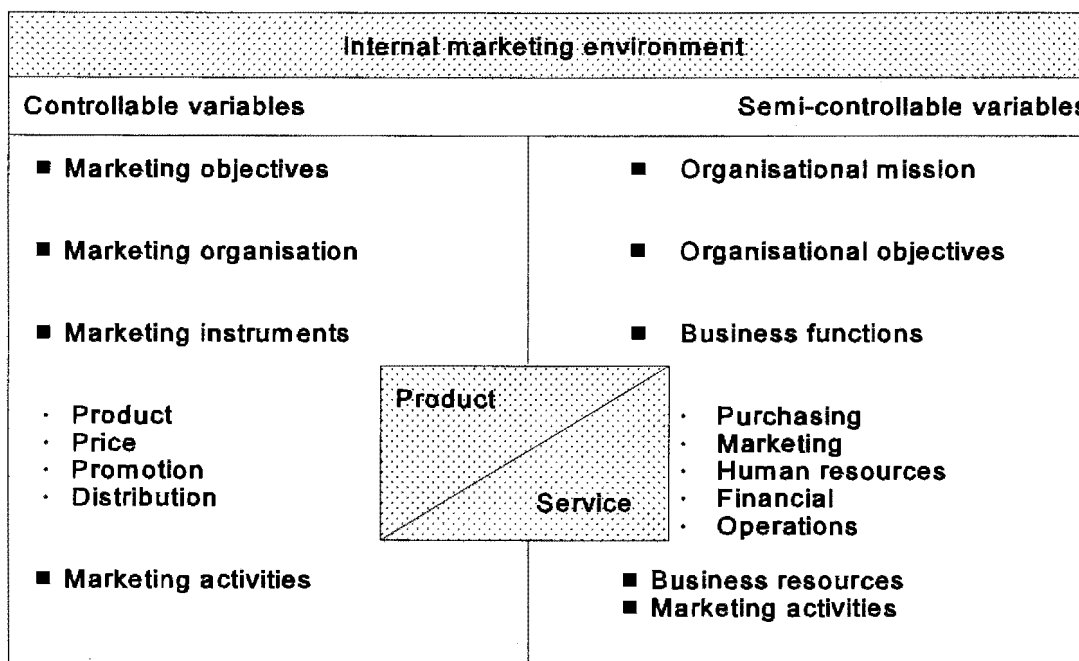 Internal marketing environment
Controllable variables
Semi-controllable variables
■ Marketing objectives
■ Marketing organisation
■ Marketing instruments
· Product
· Price
· Promotion
· Distribution
■ Marketing activities
Product
Service
■ Organisational mission
■ Organisational objectives
■ Business functions
· Purchasing
· Marketing
· Human resources
· Financial
· Operations
■ Business resources
■ Marketing activities